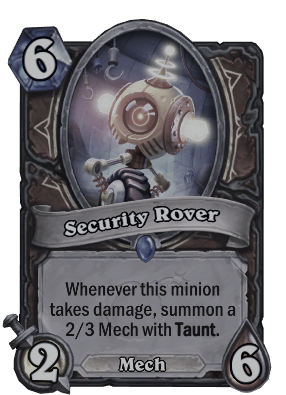 6
Security Rover
Whenever this minion
takes damage, summon a
2/3 Mech with Taunt.
2
Mech
6